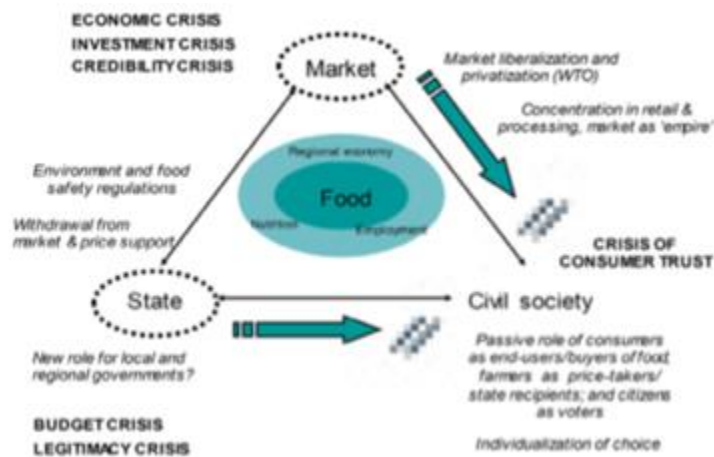 ECONOMIC CRISIS
INVESTMENT CRISIS
CREDIBILITY CRISIS
Market
Market liberalization and
privatization (WTO)
Concentration in retail &
processing, market as 'empire'
Regional economy
Environment and food
safety regulations
Food
Nutrition
Employment
Withdrawal from
market & price support
CRISIS OF
CONSUMER TRUST
State
Civil society
New role for local and
regional governments?
Passive role of consumers
as end-users/buyers of food,
farmers as price-takers/
state recipients; and citizens
as voters
Individualization of choice
BUDGET CRISIS
LEGITIMACY CRISIS